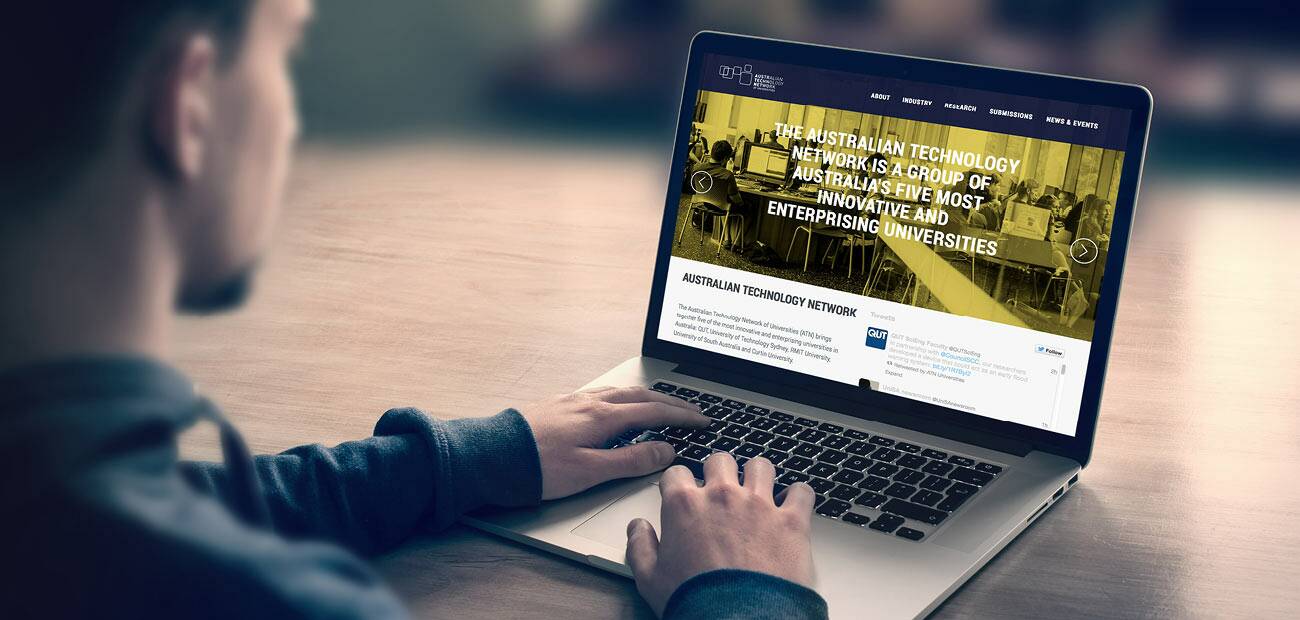 AUSTRALIAN
TECHNOLOGY
NETWORK
OF UNIVERSITIES
ABOUT
INDUSTRY
RESEARCH
SUBMISSIONS
NEWS & EVENTS
THE AUSTRALIAN TECHNOLOGY
NETWORK IS A GROUP OF
AUSTRALIA'S FIVE MOST
INNOVATIVE AND
ENTERPRISING UNIVERSITIES
AUSTRALIAN TECHNOLOGY NETWORK
The Australian Technology Network of Universities (ATN) brings
together five of the most innovative and enterprising universities in
Australia: QUT, University of Technology Sydney, RMIT University,
University of South Australia and Curtin University.
Tweets
Follow
QUT
QUT SciEng Faculty @QUTSciEng
2h
In partnership with @CouncilSCC, our researchers
developed a device that could act as an early flood
warning system:
Retweeted by ATN Universities
Expand
UniSA newsroom @UniSAnewsroom
1h